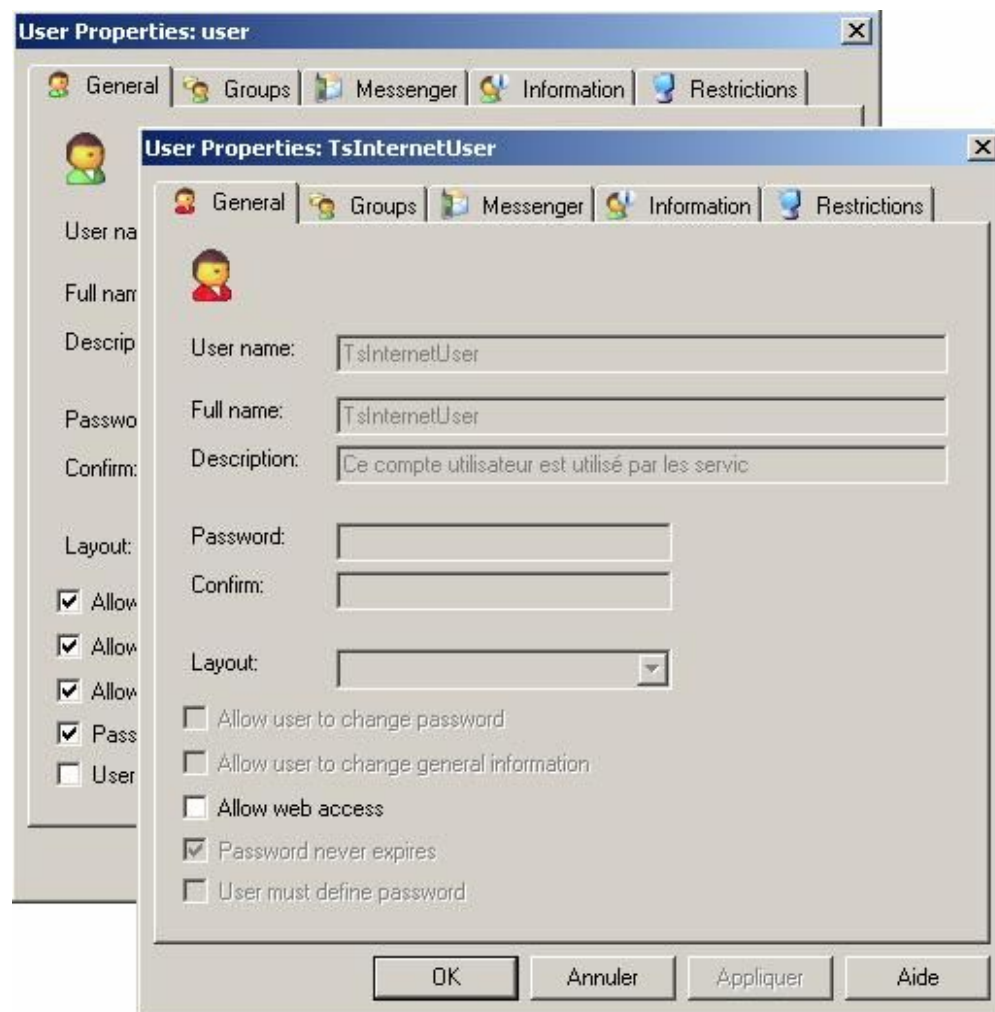 User Properties: user
General Groups Messenger Information Restrictions
User na
Full nam
Descrip
Passwo
Confirm:
Layout:
Allow
Allow
Allow
Pass
User
User Properties: TsInternetUser
General Groups Messenger Information Restrictions
User name: TsInternetUser
Full name: TsInternetUser
Description: Ce compte utilisateur est utilisé par les servic
Password:
Confirm:
Layout:
Allow user to change password
Allow user to change general information
Allow web access
Password never expires
User must define password
OK Annuler Appliquer Aide